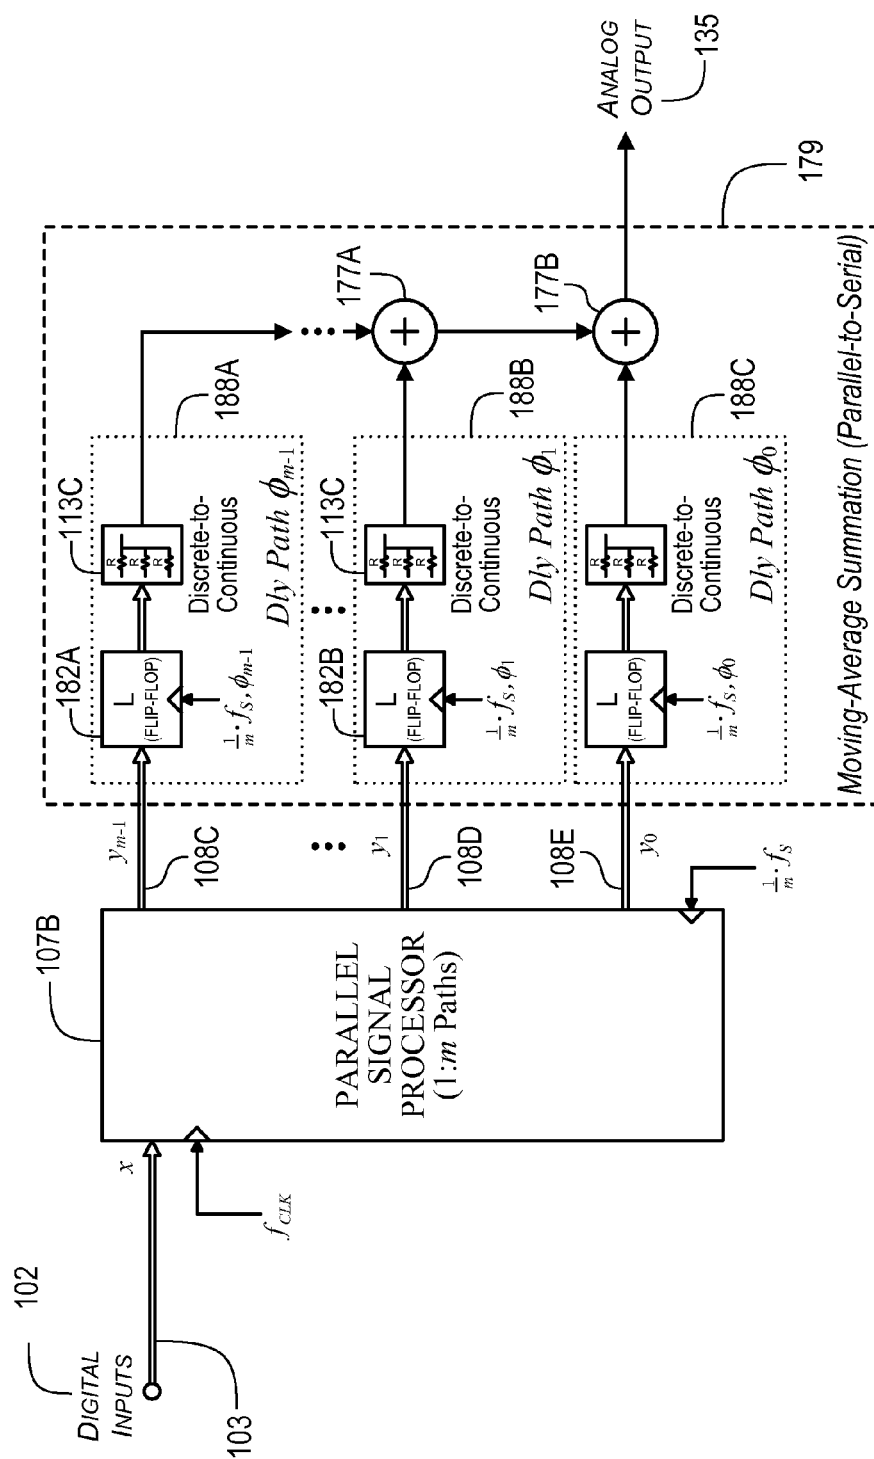 102
DIGITAL
INPUTS
103
x
f_CLK
107B
PARALLEL
SIGNAL
PROCESSOR
(1:m Paths)
1/m · f_S
y_{m-1}
108C
y_1
108D
108E
y_0
182A
L
(FLIP-FLOP)
1/m · f_S, ϕ_{m-1}
113C
R
R
R
Discrete-to-
Continuous
Dly Path ϕ_{m-1}
188A
182B
L
(FLIP-FLOP)
1/m · f_S, ϕ_1
113C
R
R
R
Discrete-to-
Continuous
Dly Path ϕ_1
188B
L
(FLIP-FLOP)
1/m · f_S, ϕ_0
R
R
R
Discrete-to-
Continuous
Dly Path ϕ_0
188C
177A
+
177B
+
Moving-Average Summation (Parallel-to-Serial)
179
ANALOG
OUTPUT
135